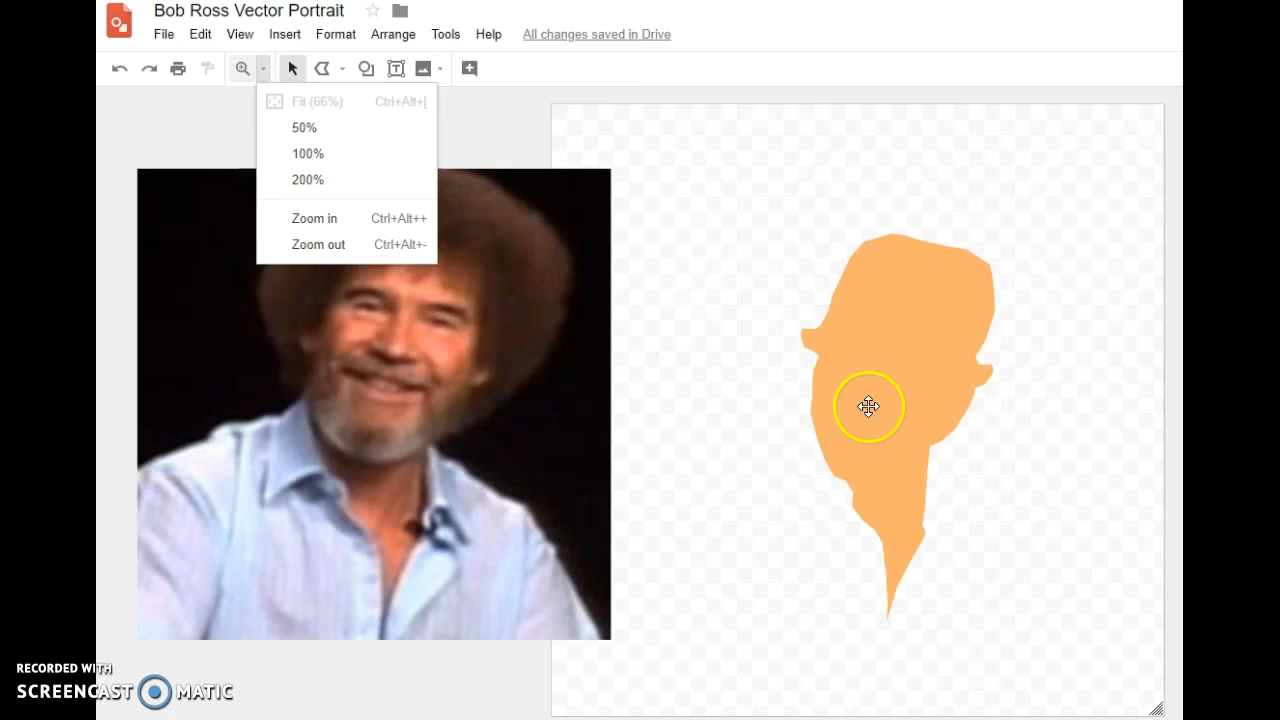 Bob Ross Vector Portrait
File Edit View Insert Format Arrange Tools Help All changes saved in Drive
Fit (66%) Ctrl+Alt+[
50%
100%
200%
Zoom in Ctrl+Alt++
Zoom out Ctrl+Alt+-
RECORDED WITH
SCREENCAST MATIC